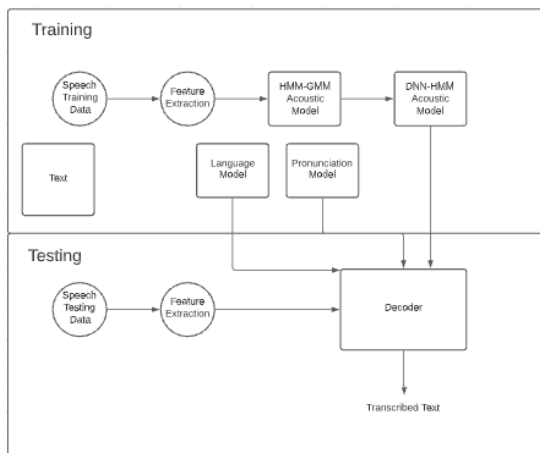 Training
Speech
Training
Data
Feature
Extraction
HMM-GMM
Acoustic
Model
DNN-HMM
Acoustic
Model
Text
Language
Model
Pronunciation
Model
Testing
Speech
Testing
Data
Feature
Extraction
Decoder
Transcribed Text